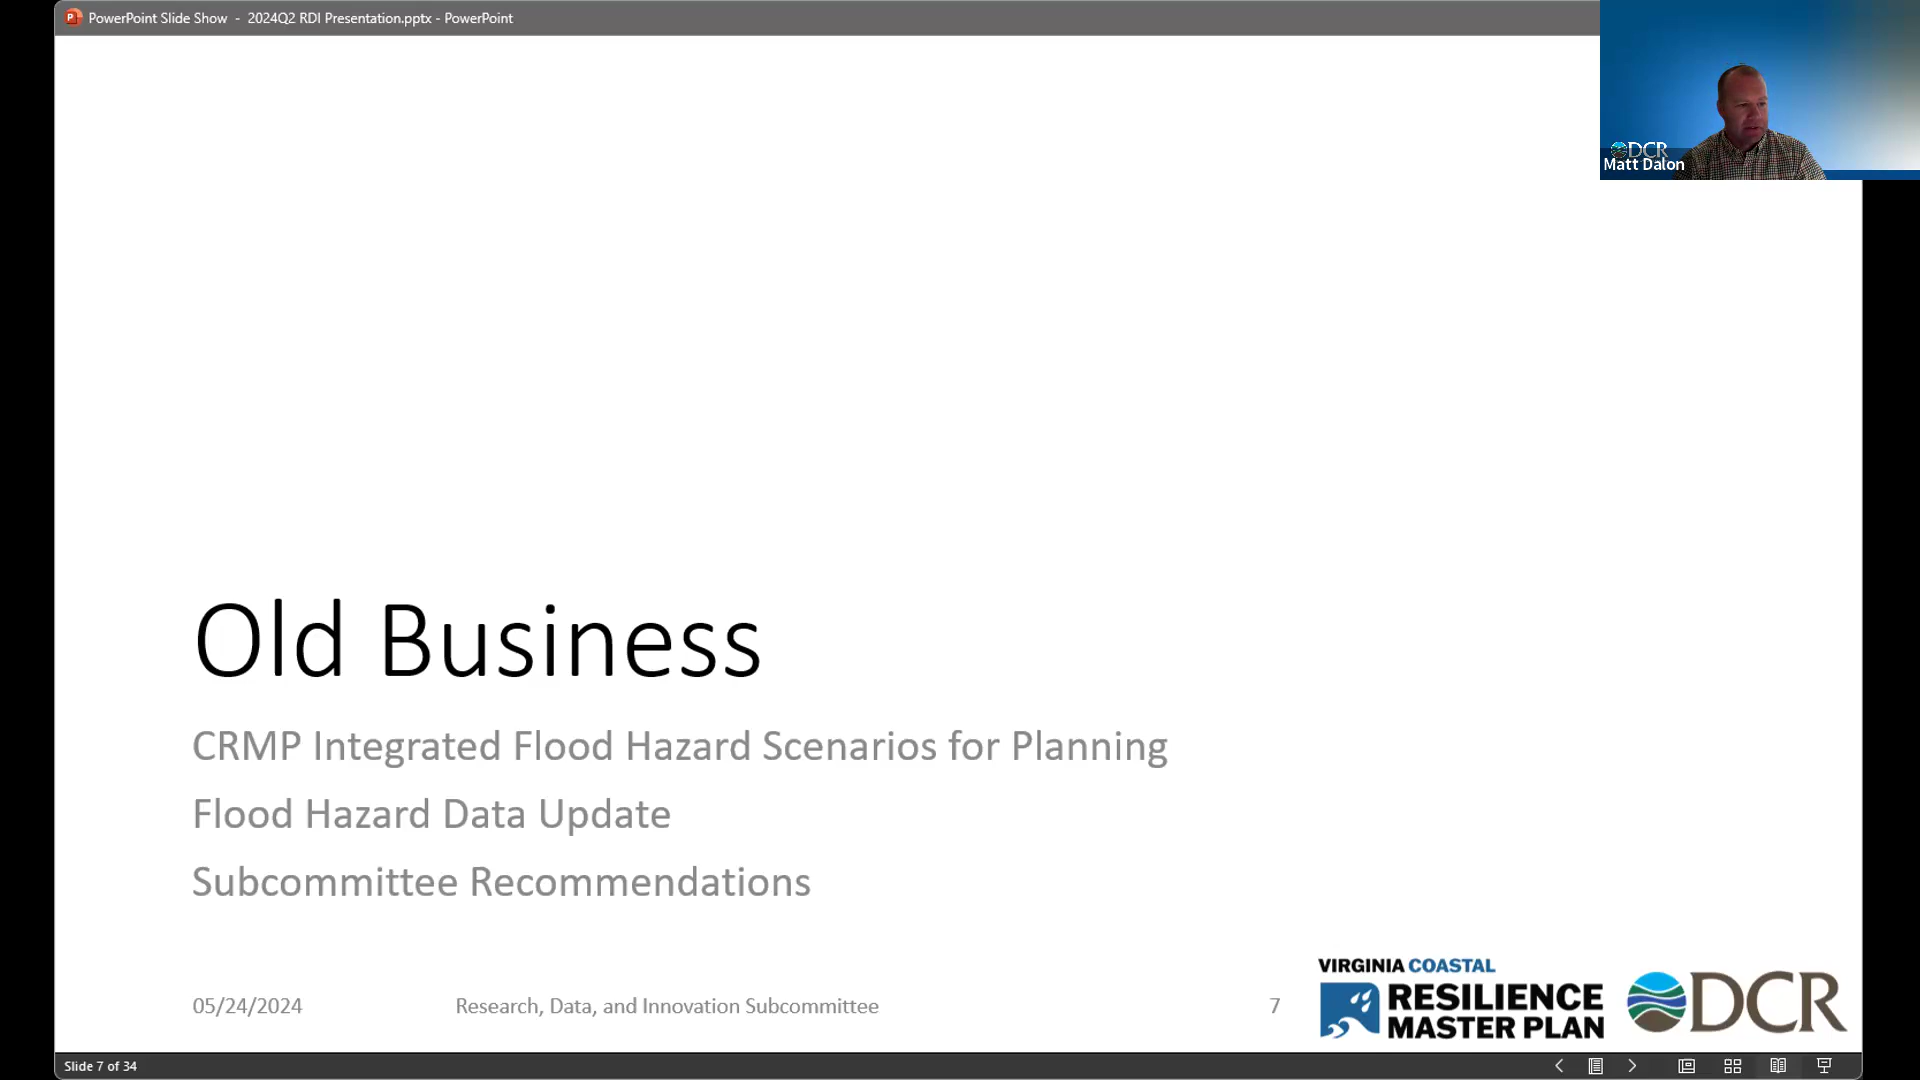 PowerPoint Slide Show - 2024Q2 RDI Presentation.pptx - PowerPoint
DCR
Matt Dalon
Old Business
CRMP Integrated Flood Hazard Scenarios for Planning
Flood Hazard Data Update
Subcommittee Recommendations
05/24/2024
Research, Data, and Innovation Subcommittee
7
VIRGINIA COASTAL
RESILIENCE
MASTER PLAN
DCR
Slide 7 of 34